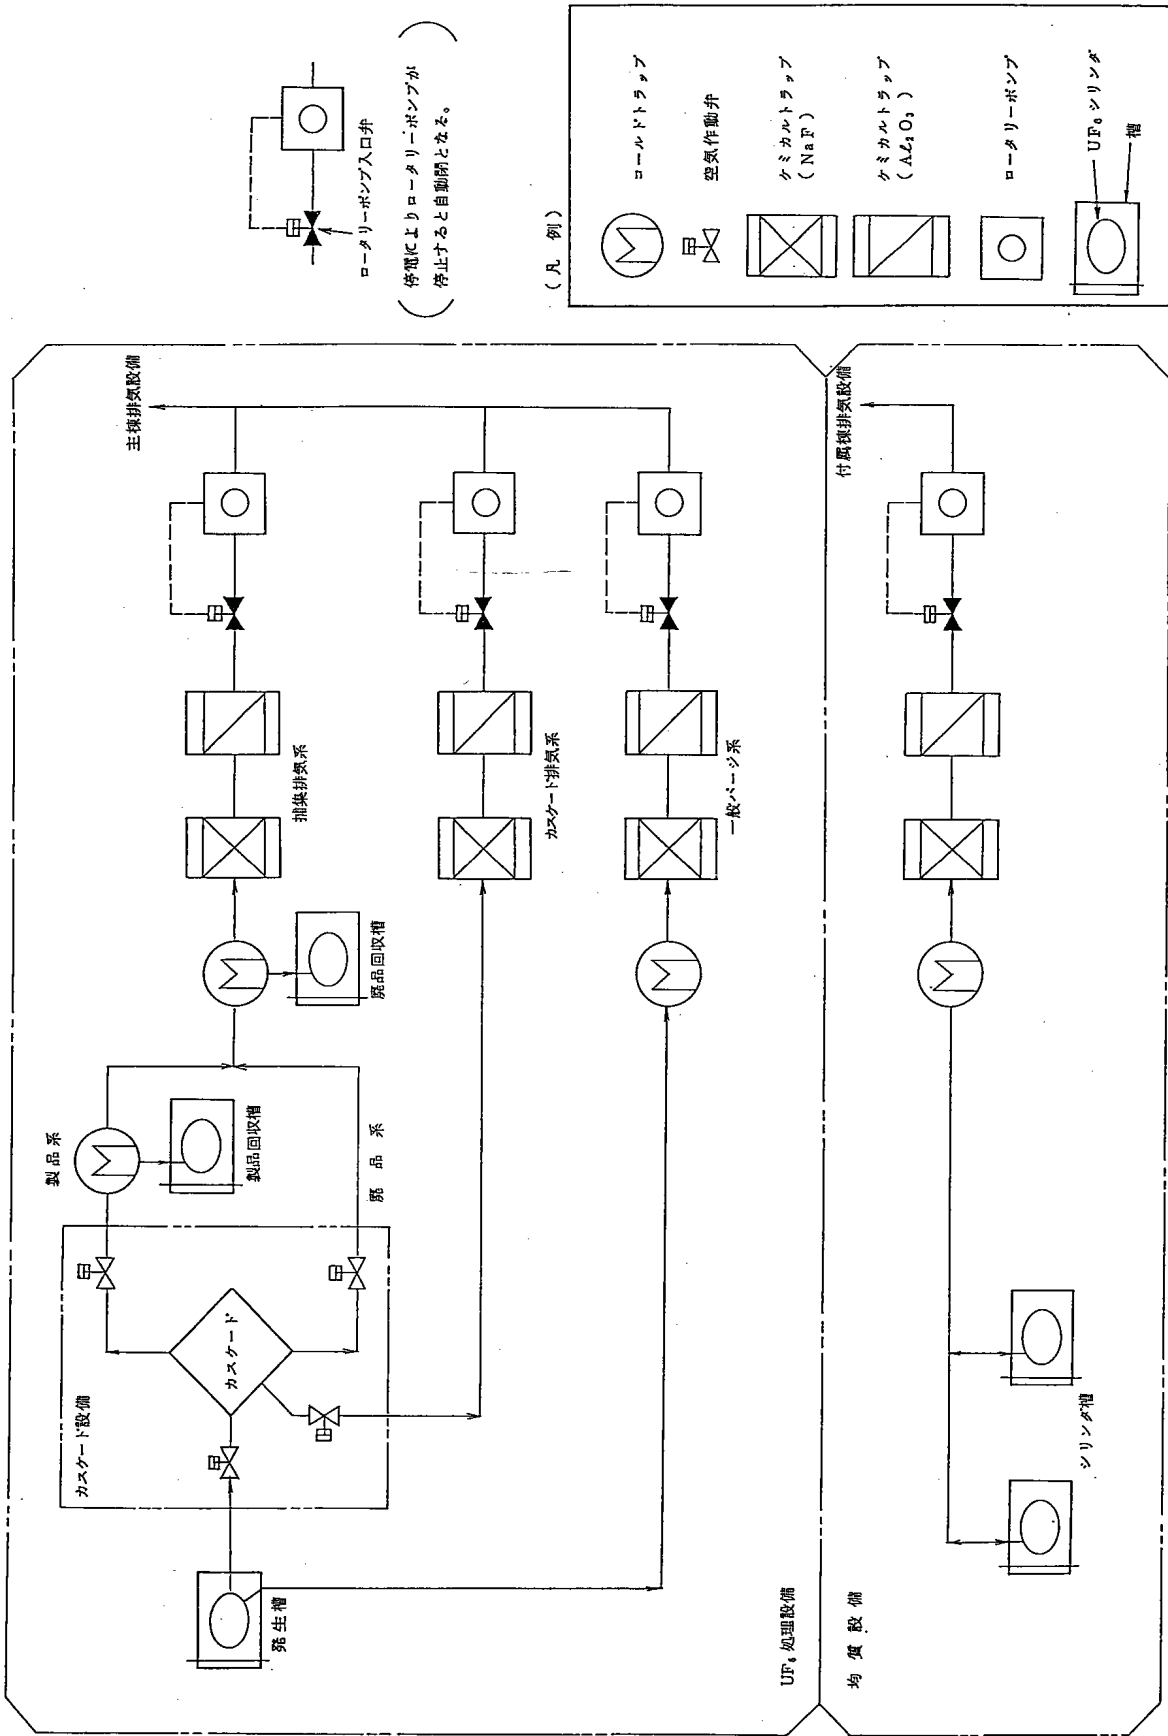 ロータリーポンプ入口弁
停電によりロータリーポンプが
停止すると自動閉となる。
主棟排気設備
捕集排気系
廃品回収槽
製品系
製品回収槽
廃品系
カスケード設備
カスケード
発生槽
カスケード排気系
一般パージ系
UF₆処理設備
付属棟排気設備
シリンダ槽
均質設備
(凡例)
コールドトラップ
空気作動弁
ケミカルトラップ
(NaF)
ケミカルトラップ
(Al₂O₃)
ロータリーポンプ
UF₆シリンダ
槽